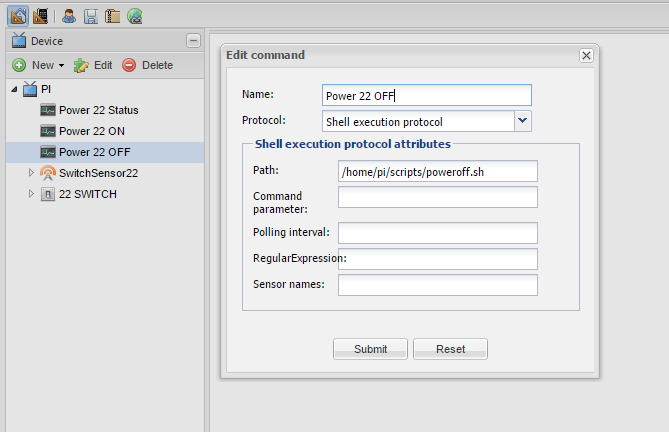 Device
New Edit Delete
PI
Power 22 Status
Power 22 ON
Power 22 OFF
SwitchSensor22
22 SWITCH
Edit command
Name: Power 22 OFF
Protocol: Shell execution protocol
Shell execution protocol attributes
Path: /home/pi/scripts/poweroff.sh
Command
parameter:
Polling interval:
RegularExpression:
Sensor names:
Submit Reset